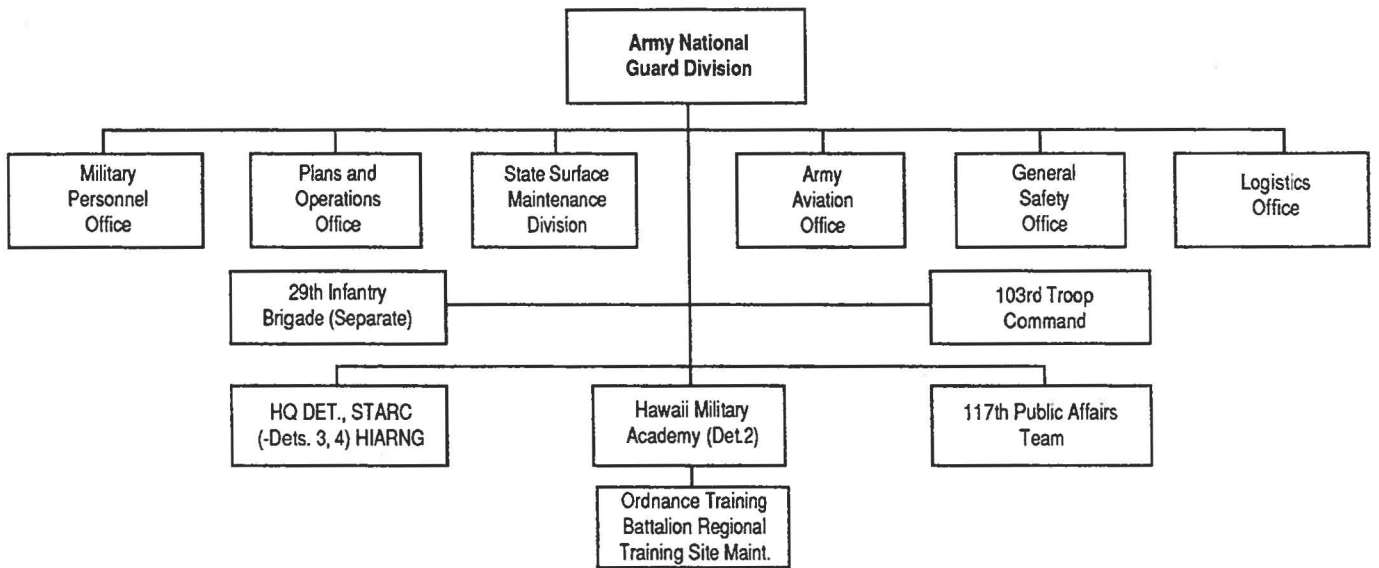 Army National
Guard Division
Military
Personnel
Office
Plans and
Operations
Office
State Surface
Maintenance
Division
Army
Aviation
Office
General
Safety
Office
Logistics
Office
29th Infantry
Brigade (Separate)
103rd Troop
Command
HQ DET., STARC
(-Dets. 3, 4) HIARNG
Hawaii Military
Academy (Det.2)
117th Public Affairs
Team
Ordnance Training
Battalion Regional
Training Site Maint.